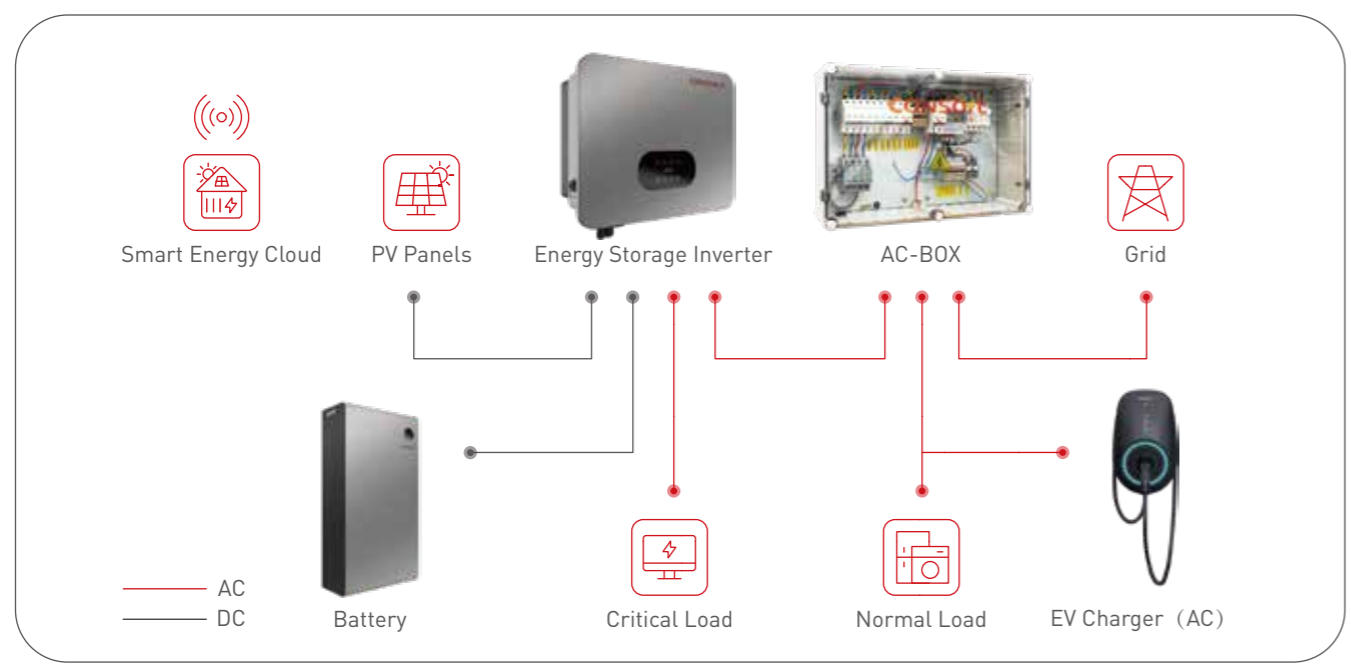 Smart Energy Cloud
PV Panels
Energy Storage Inverter
AC-BOX
Grid
AC
DC
Battery
Critical Load
Normal Load
EV Charger（AC）